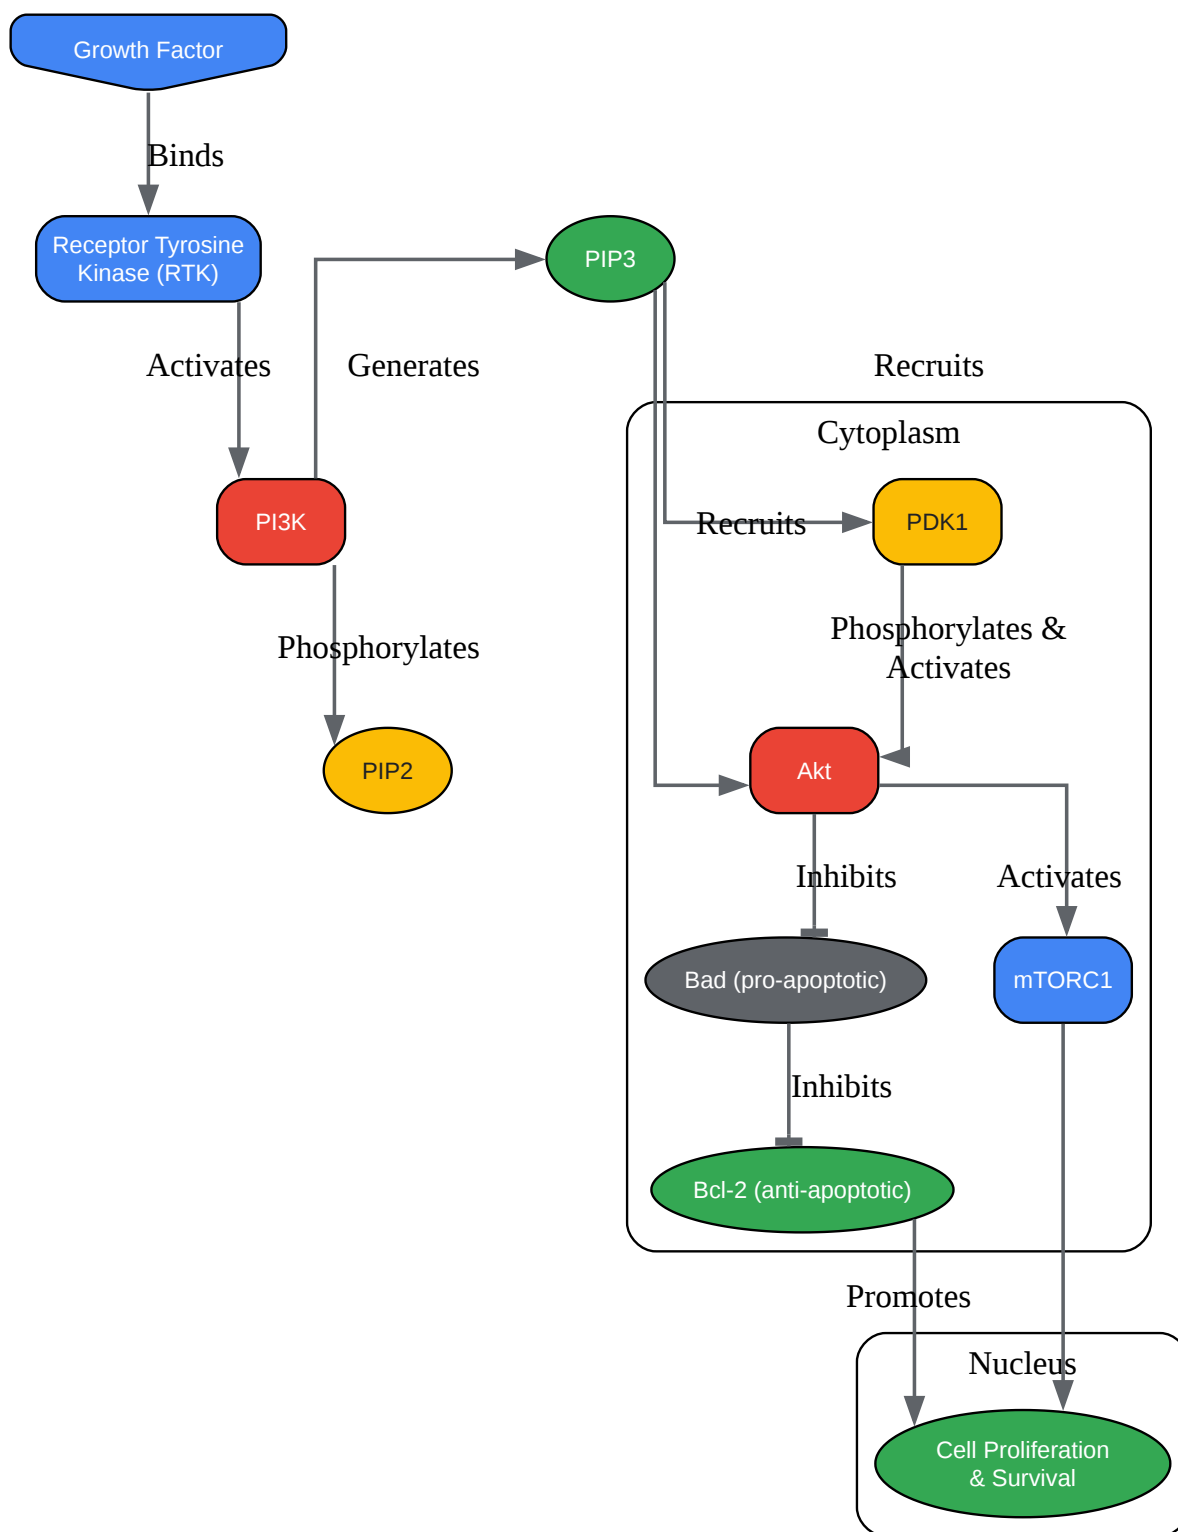 Growth Factor
Binds
Receptor Tyrosine
Kinase (RTK)
PIP3
Activates
Generates
Recruits
Cytoplasm
PI3K
Recruits
PDK1
Phosphorylates
Phosphorylates &
Activates
PIP2
Akt
Inhibits
Activates
Bad (pro-apoptotic)
mTORC1
Inhibits
Bcl-2 (anti-apoptotic)
Promotes
Nucleus
Cell Proliferation
& Survival